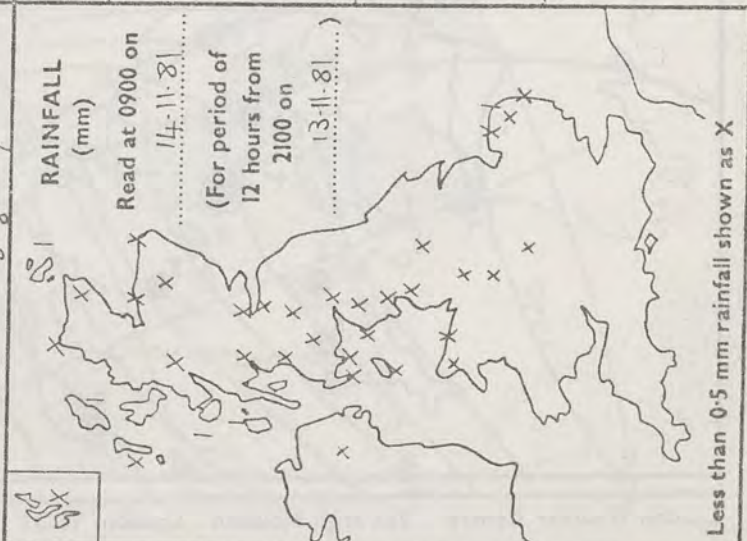 RAINFALL
(mm)
Read at 0900 on
14·11·81
(For period of
12 hours from
2100 on
13·11·81)
Less than 0·5 mm rainfall shown as X